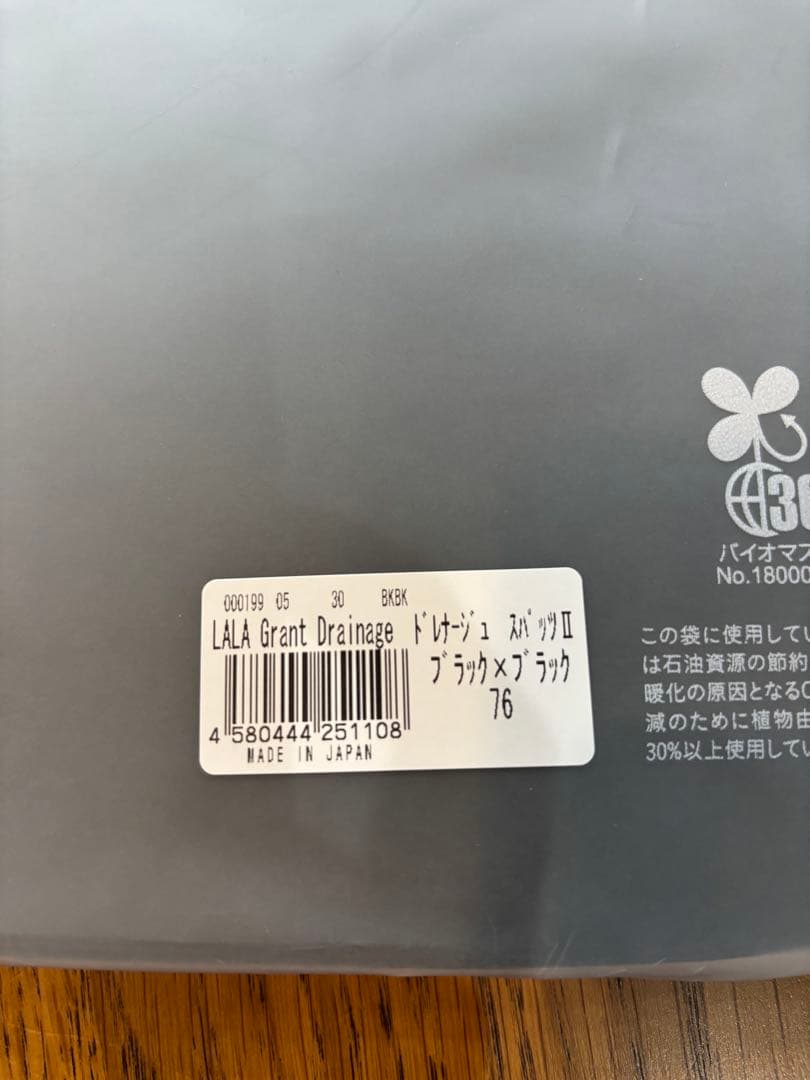 30
バイオマ
No.18000
000199 05 30 BKBK
LALA Grant Drainage ドレナージュ スパッツⅡ
ブラック×ブラック
76
4 580444 251108
MADE IN JAPAN
この袋に使用してい
は石油資源の節約
暖化の原因となるC
減のために植物由
30%以上使用してい